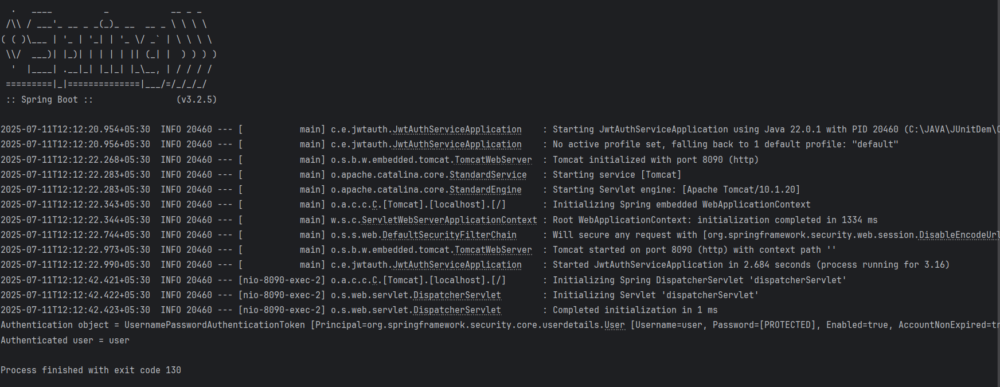 .   ____          _            __ _ _
 /\\ / ___'_ __ _ _(_)_ __  __ _ \ \ \ \
( ( )\___ | '_ | '_| | '_ \/ _` | \ \ \ \
 \\/  ___)| |_)| | | | | || (_| |  ) ) ) )
  '  |____| .__|_| |_|_| |_\__, | / / / /
 =========|_|==============|___/=/_/_/_/
 :: Spring Boot ::                (v3.2.5)
2025-07-11T12:12:20.954+05:30  INFO 20460 --- [           main] c.e.jwtauth.JwtAuthServiceApplication    : Starting JwtAuthServiceApplication using Java 22.0.1 with PID 20460 (C:\JAVA\JUnitDem\
2025-07-11T12:12:20.956+05:30  INFO 20460 --- [           main] c.e.jwtauth.JwtAuthServiceApplication    : No active profile set, falling back to 1 default profile: "default"
2025-07-11T12:12:22.268+05:30  INFO 20460 --- [           main] o.s.b.w.embedded.tomcat.TomcatWebServer  : Tomcat initialized with port 8090 (http)
2025-07-11T12:12:22.283+05:30  INFO 20460 --- [           main] o.apache.catalina.core.StandardService   : Starting service [Tomcat]
2025-07-11T12:12:22.283+05:30  INFO 20460 --- [           main] o.apache.catalina.core.StandardEngine    : Starting Servlet engine: [Apache Tomcat/10.1.20]
2025-07-11T12:12:22.343+05:30  INFO 20460 --- [           main] o.a.c.c.C.[Tomcat].[localhost].[/]       : Initializing Spring embedded WebApplicationContext
2025-07-11T12:12:22.344+05:30  INFO 20460 --- [           main] w.s.c.ServletWebServerApplicationContext : Root WebApplicationContext: initialization completed in 1334 ms
2025-07-11T12:12:22.744+05:30  INFO 20460 --- [           main] o.s.s.web.DefaultSecurityFilterChain     : Will secure any request with [org.springframework.security.web.session.DisableEncodeUrl
2025-07-11T12:12:22.973+05:30  INFO 20460 --- [           main] o.s.b.w.embedded.tomcat.TomcatWebServer  : Tomcat started on port 8090 (http) with context path ''
2025-07-11T12:12:22.990+05:30  INFO 20460 --- [           main] c.e.jwtauth.JwtAuthServiceApplication    : Started JwtAuthServiceApplication in 2.684 seconds (process running for 3.16)
2025-07-11T12:12:42.421+05:30  INFO 20460 --- [nio-8090-exec-2] o.a.c.c.C.[Tomcat].[localhost].[/]       : Initializing Spring DispatcherServlet 'dispatcherServlet'
2025-07-11T12:12:42.422+05:30  INFO 20460 --- [nio-8090-exec-2] o.s.web.servlet.DispatcherServlet        : Initializing Servlet 'dispatcherServlet'
2025-07-11T12:12:42.423+05:30  INFO 20460 --- [nio-8090-exec-2] o.s.web.servlet.DispatcherServlet        : Completed initialization in 1 ms
Authentication object = UsernamePasswordAuthenticationToken [Principal=org.springframework.security.core.userdetails.User [Username=user, Password=[PROTECTED], Enabled=true, AccountNonExpired=tr
Authenticated user = user
Process finished with exit code 130